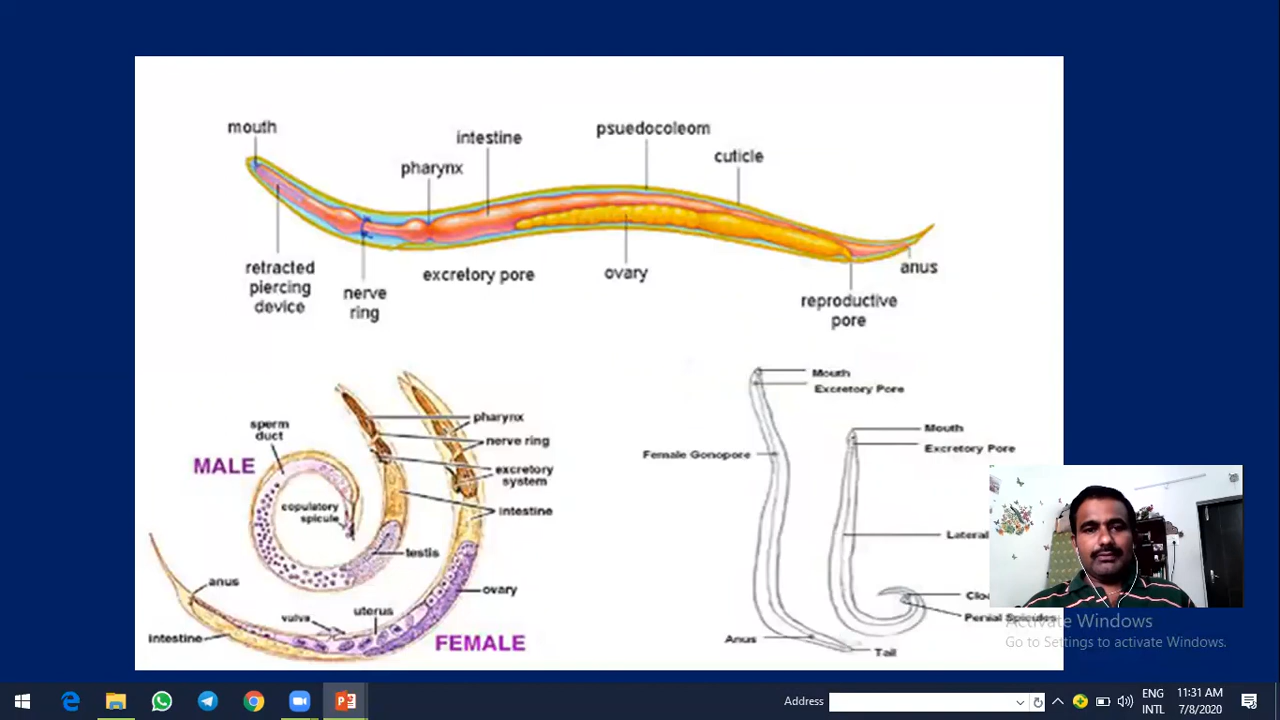 mouth
intestine
psuedocoleom
cuticle
pharynx
retracted
piercing
device
nerve
ring
excretory pore
ovary
anus
reproductive
pore
sperm
duct
MALE
copulatory
spicule
pharynx
nerve ring
excretory
system
intestine
testis
ovary
anus
vulva
uterus
intestine
FEMALE
Mouth
Excretory Pore
Female Gonopore
Mouth
Excretory Pore
Lateral
Penial Spicules
Anus
Tail
Activate Windows
Go to Settings to activate Windows.
Address
ENG
INTL
11:31 AM
7/8/2020